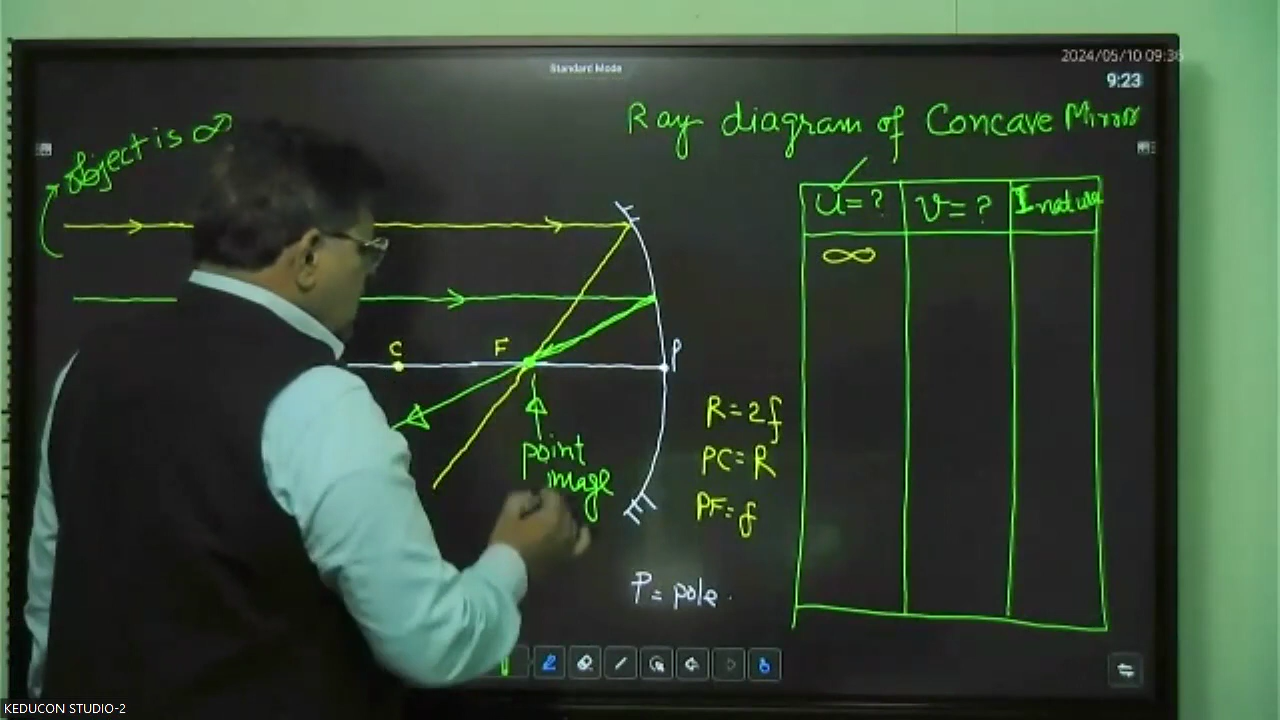 2024/05/10 09:36
Standard Mode
9:23
Ray diagram of Concave Mirror
object is ∞
u=? v=? Inature
∞
C F P
R=2f
point
image
PC=R
PF=f
P= pole.
KEDUCON STUDIO-2